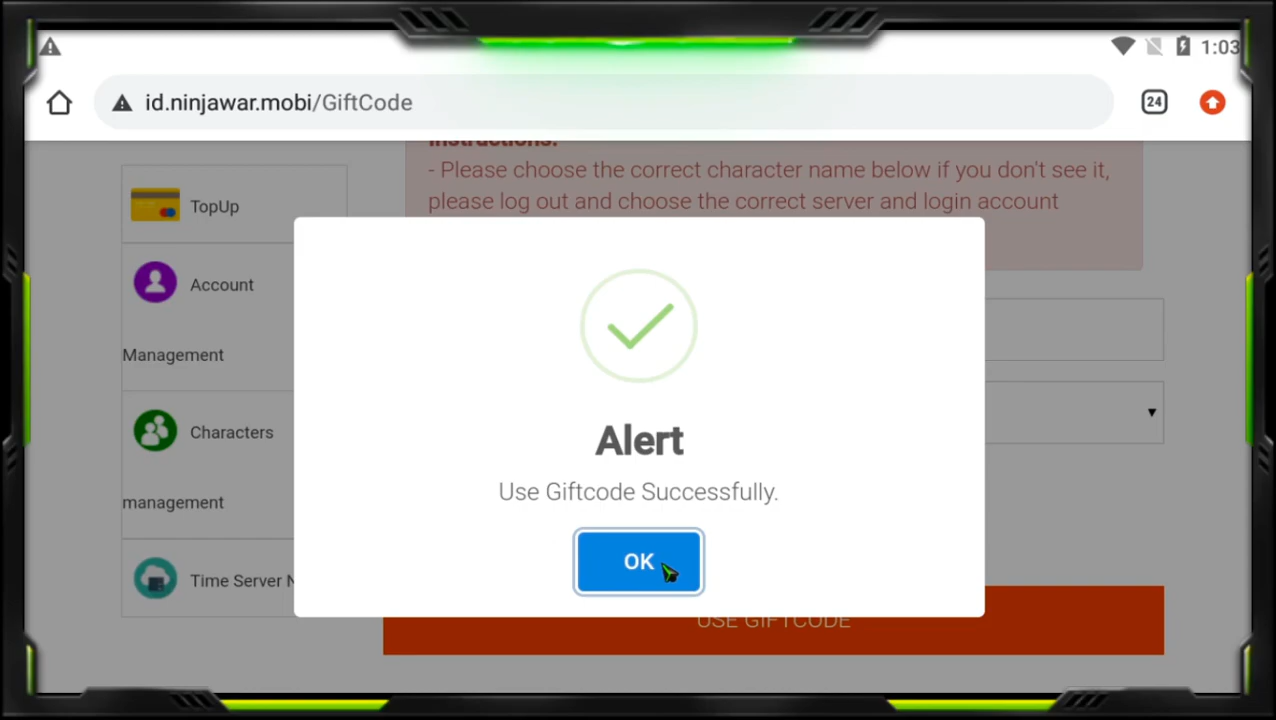 1:03
id.ninjawar.mobi/GiftCode
24
Instructions:
- Please choose the correct character name below if you don't see it,
please log out and choose the correct server and login account
TopUp
Account
Management
Characters
management
Time Server N
Alert
Use Giftcode Successfully.
OK
USE GIFTCODE